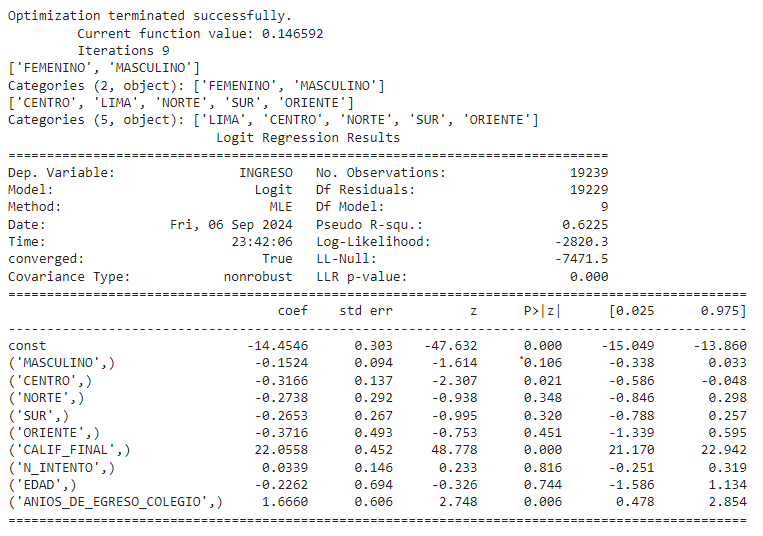 Optimization terminated successfully.
         Current function value: 0.146592
         Iterations 9
['FEMENINO', 'MASCULINO']
Categories (2, object): ['FEMENINO', 'MASCULINO']
['CENTRO', 'LIMA', 'NORTE', 'SUR', 'ORIENTE']
Categories (5, object): ['LIMA', 'CENTRO', 'NORTE', 'SUR', 'ORIENTE']
                           Logit Regression Results
==============================================================================
Dep. Variable:                INGRESO   No. Observations:                19239
Model:                          Logit   Df Residuals:                    19229
Method:                           MLE   Df Model:                            9
Date:                Fri, 06 Sep 2024   Pseudo R-squ.:                  0.6225
Time:                        23:42:06   Log-Likelihood:                -2820.3
converged:                       True   LL-Null:                       -7471.5
Covariance Type:            nonrobust   LLR p-value:                     0.000
================================================================================================
                                   coef    std err          z      P>|z|      [0.025      0.975]
------------------------------------------------------------------------------------------------
const                          -14.4546      0.303    -47.632      0.000     -15.049     -13.860
('MASCULINO',)                  -0.1524      0.094     -1.614      0.106      -0.338       0.033
('CENTRO',)                     -0.3166      0.137     -2.307      0.021      -0.586      -0.048
('NORTE',)                      -0.2738      0.292     -0.938      0.348      -0.846       0.298
('SUR',)                        -0.2653      0.267     -0.995      0.320      -0.788       0.257
('ORIENTE',)                    -0.3716      0.493     -0.753      0.451      -1.339       0.595
('CALIF_FINAL',)                22.0558      0.452     48.778      0.000      21.170      22.942
('N_INTENTO',)                   0.0339      0.146      0.233      0.816      -0.251       0.319
('EDAD',)                       -0.2262      0.694     -0.326      0.744      -1.586       1.134
('ANIOS_DE_EGRESO_COLEGIO',)     1.6660      0.606      2.748      0.006       0.478       2.854
================================================================================================